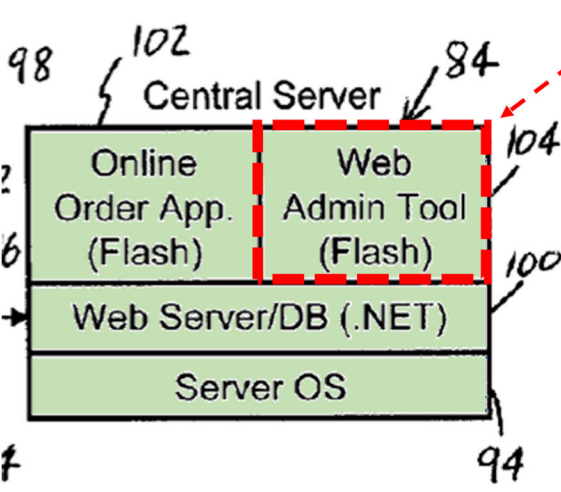 102
98
84
Central Server
104
Online
Order App.
(Flash)
Web
Admin Tool
(Flash)
100
Web Server/DB (.NET)
Server OS
94